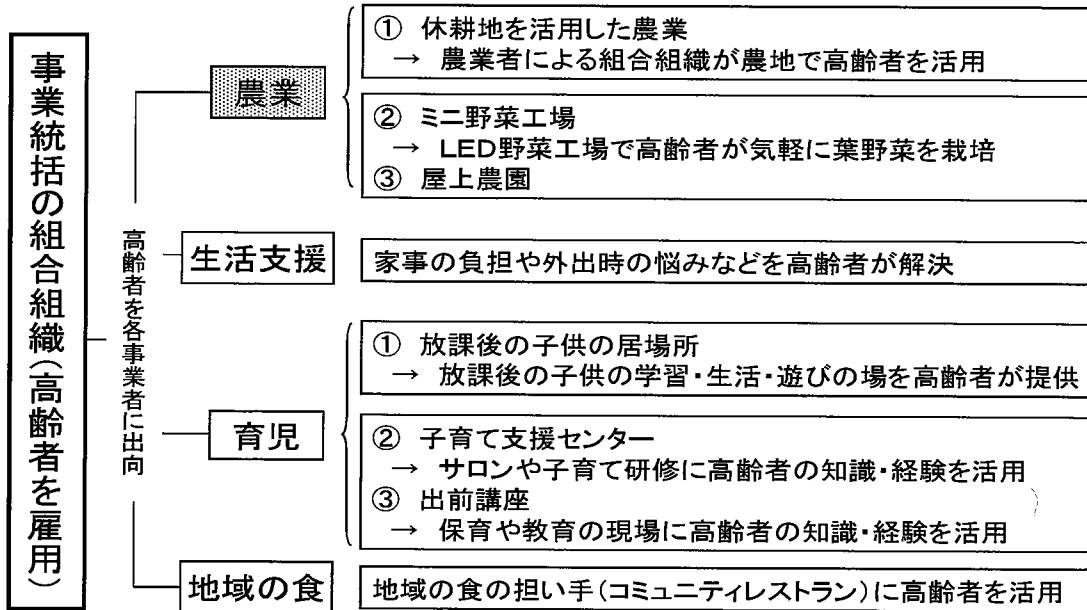 事業統括の組合組織(高齢者を雇用)
高齢者を各事業者に出向
農業
① 休耕地を活用した農業
→ 農業者による組合組織が農地で高齢者を活用
② ミニ野菜工場
→ LED野菜工場で高齢者が気軽に葉野菜を栽培
③ 屋上農園
生活支援
家事の負担や外出時の悩みなどを高齢者が解決
育児
① 放課後の子供の居場所
→ 放課後の子供の学習・生活・遊びの場を高齢者が提供
② 子育て支援センター
→ サロンや子育て研修に高齢者の知識・経験を活用
③ 出前講座
→ 保育や教育の現場に高齢者の知識・経験を活用
地域の食
地域の食の担い手(コミュニティレストラン)に高齢者を活用